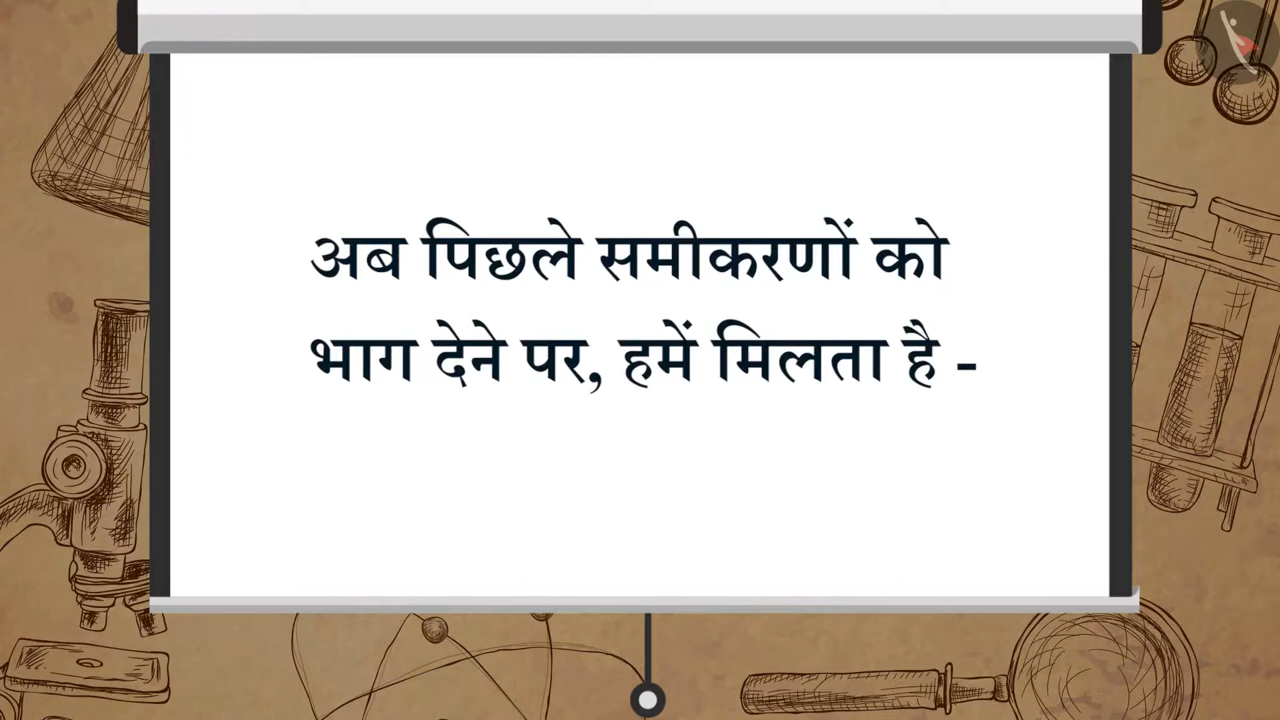 अब पिछले समीकरणों को
भाग देने पर, हमें मिलता है -